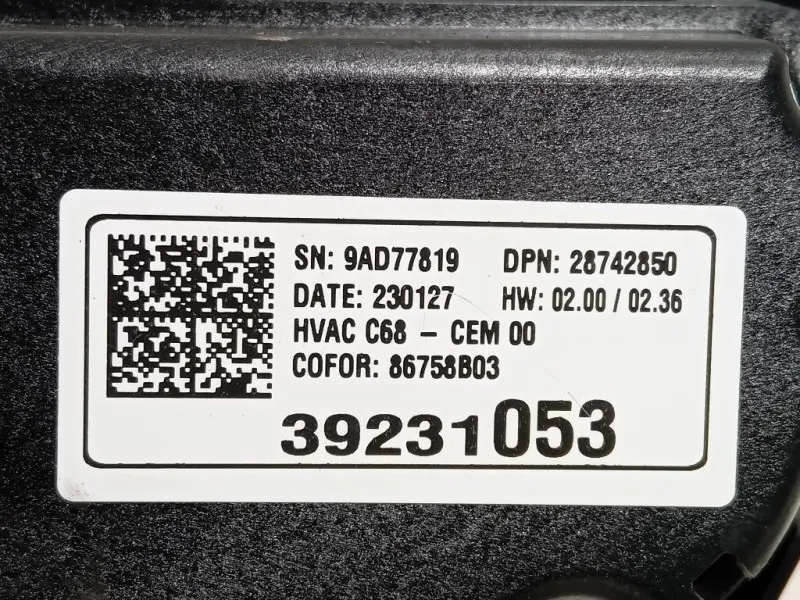 SN: 9AD77819 DPN: 28742850
DATE: 230127 HW: 02.00 / 02.36
HVAC C68 - CEM 00
COFOR: 86758B03
39231053